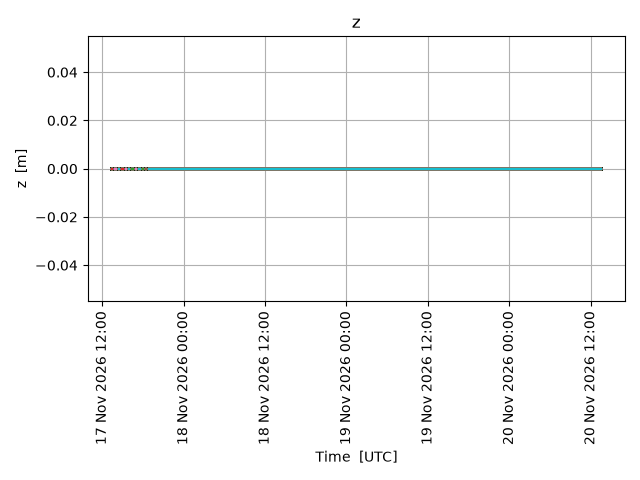 z
0.04
0.02
0.00
−0.02
−0.04
z [m]
17 Nov 2026 12:00
18 Nov 2026 00:00
18 Nov 2026 12:00
19 Nov 2026 00:00
19 Nov 2026 12:00
20 Nov 2026 00:00
20 Nov 2026 12:00
Time [UTC]